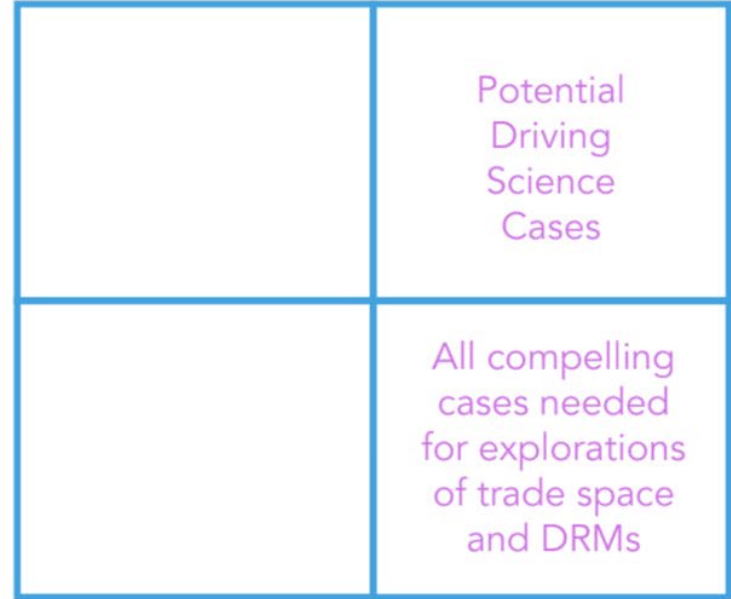 Potential
Driving
Science
Cases
All compelling
cases needed
for explorations
of trade space
and DRMs